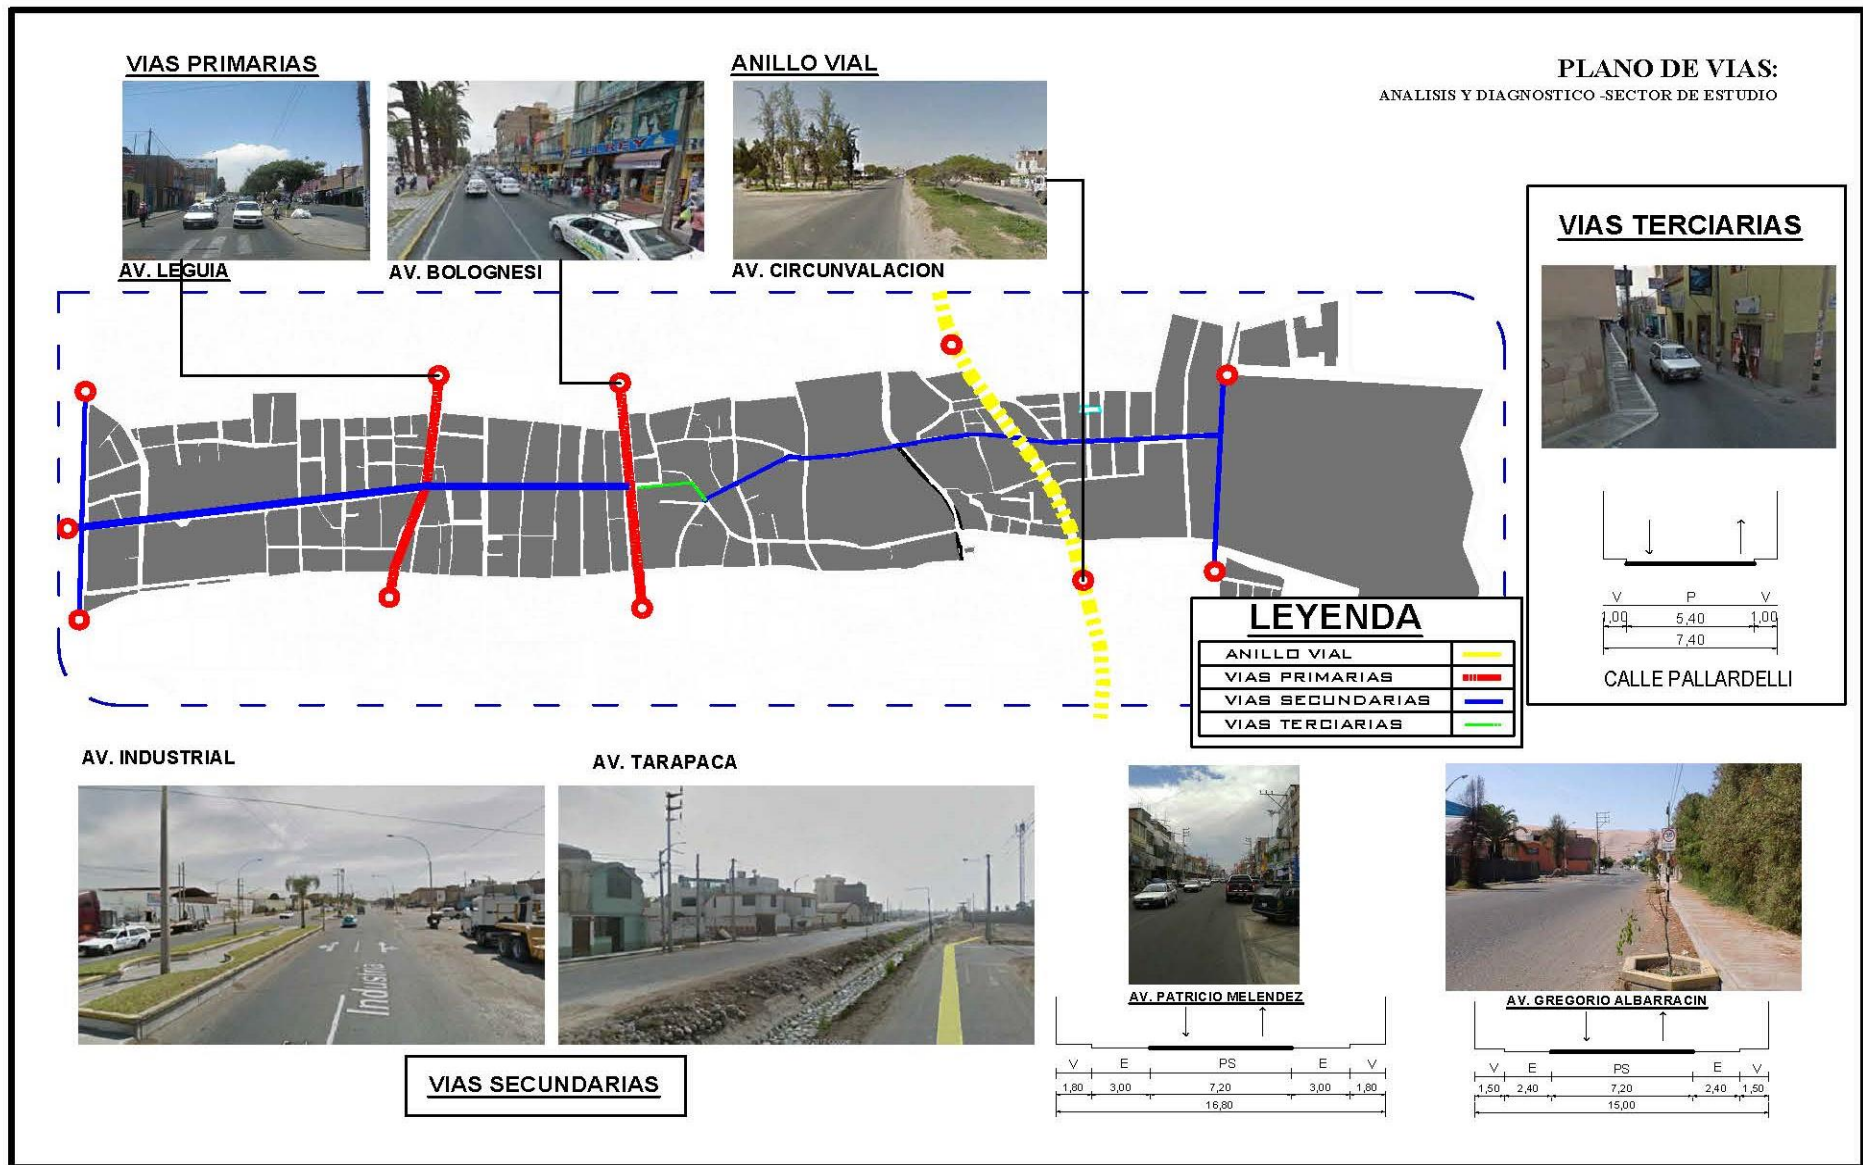 PLANO DE VIAS:
ANALISIS Y DIAGNOSTICO -SECTOR DE ESTUDIO
VIAS PRIMARIAS
AV. LEGUIA
AV. BOLOGNESI
KEY
ANILLO VIAL
AV. CIRCUNVALACION
VIAS TERCIARIAS
V P V
1,00 5,40 1,00
7,40
CALLE PALLARDELLI
LEYENDA
ANILLO VIAL
VIAS PRIMARIAS
VIAS SECUNDARIAS
VIAS TERCIARIAS
AV. INDUSTRIAL
Industria
AV. TARAPACA
VIAS SECUNDARIAS
AV. PATRICIO MELENDEZ
V E PS E V
1,80 3,00 7,20 3,00 1,80
16,80
AV. GREGORIO ALBARRACIN
V E PS E V
1,50 2,40 7,20 2,40 1,50
15,00